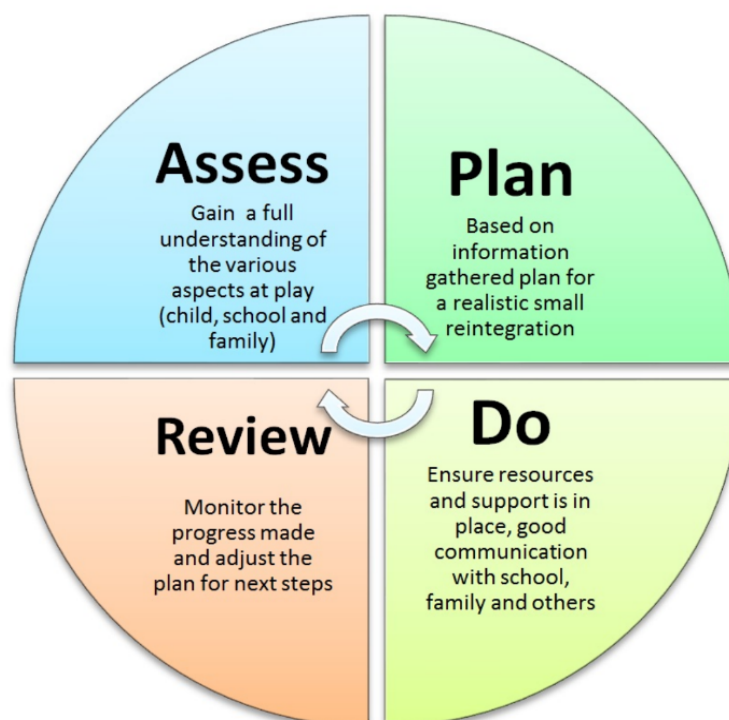 Assess
Gain a full
understanding of
the various
aspects at play
(child, school and
family)
Plan
Based on
information
gathered plan for
a realistic small
reintegration
Do
Ensure resources
and support is in
place, good
communication
with school,
family and others
Review
Monitor the
progress made
and adjust the
plan for next steps